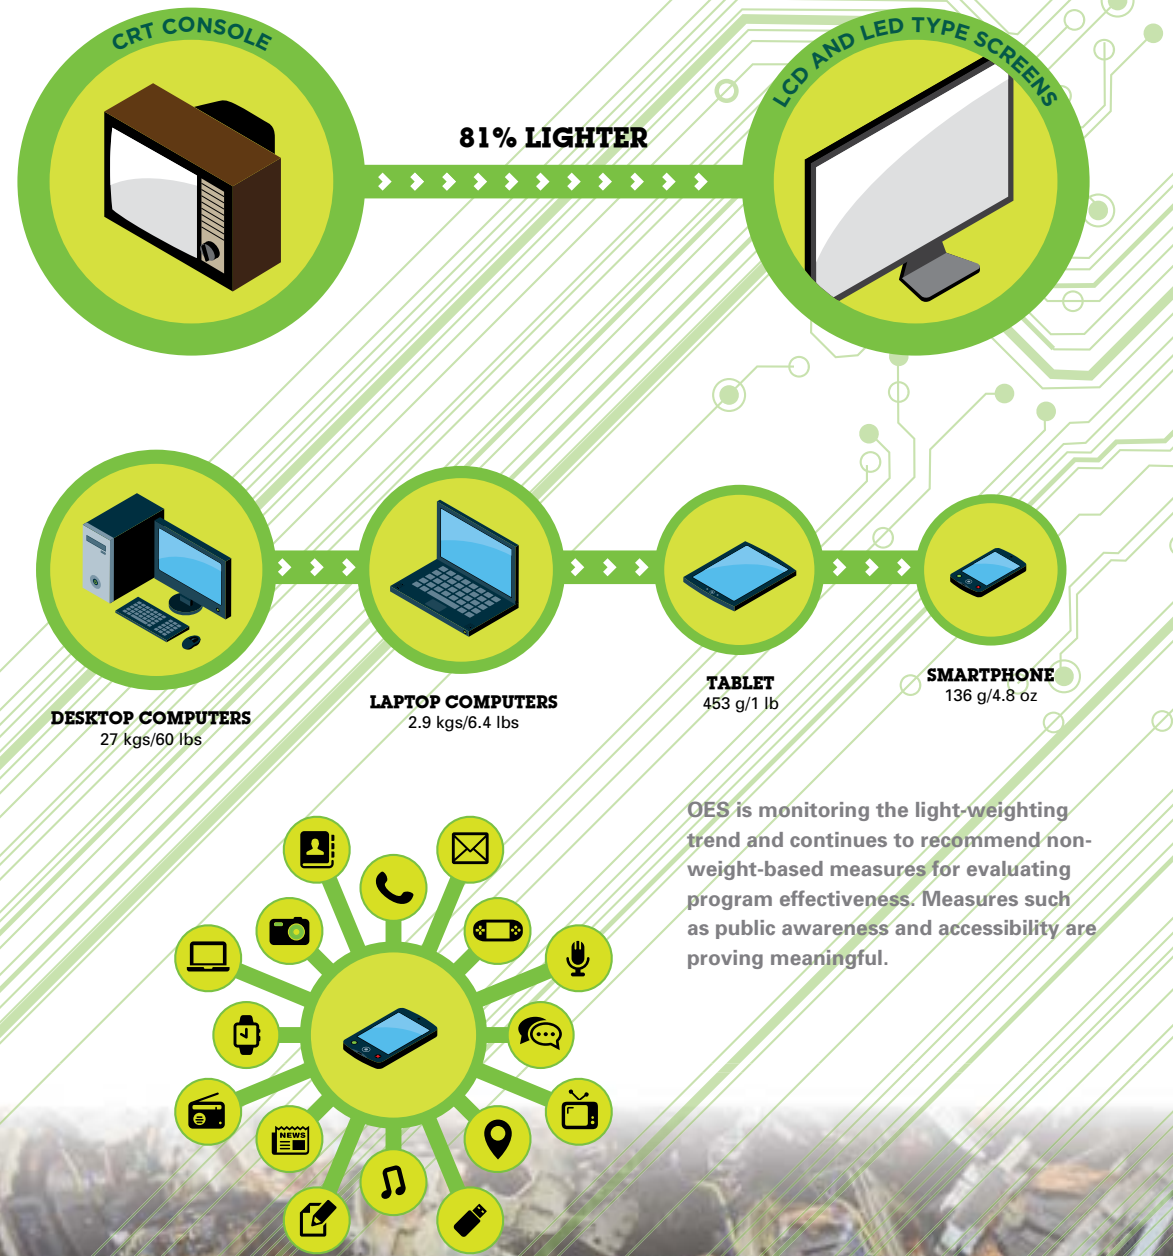 CRT CONSOLE
LCD AND LED TYPE SCREENS
81% LIGHTER
DESKTOP COMPUTERS
27 kgs/60 lbs
LAPTOP COMPUTERS
2.9 kgs/6.4 lbs
TABLET
453 g/1 lb
SMARTPHONE
136 g/4.8 oz
OES is monitoring the light-weighting
trend and continues to recommend non-
weight-based measures for evaluating
program effectiveness. Measures such
as public awareness and accessibility are
proving meaningful.
NEWS